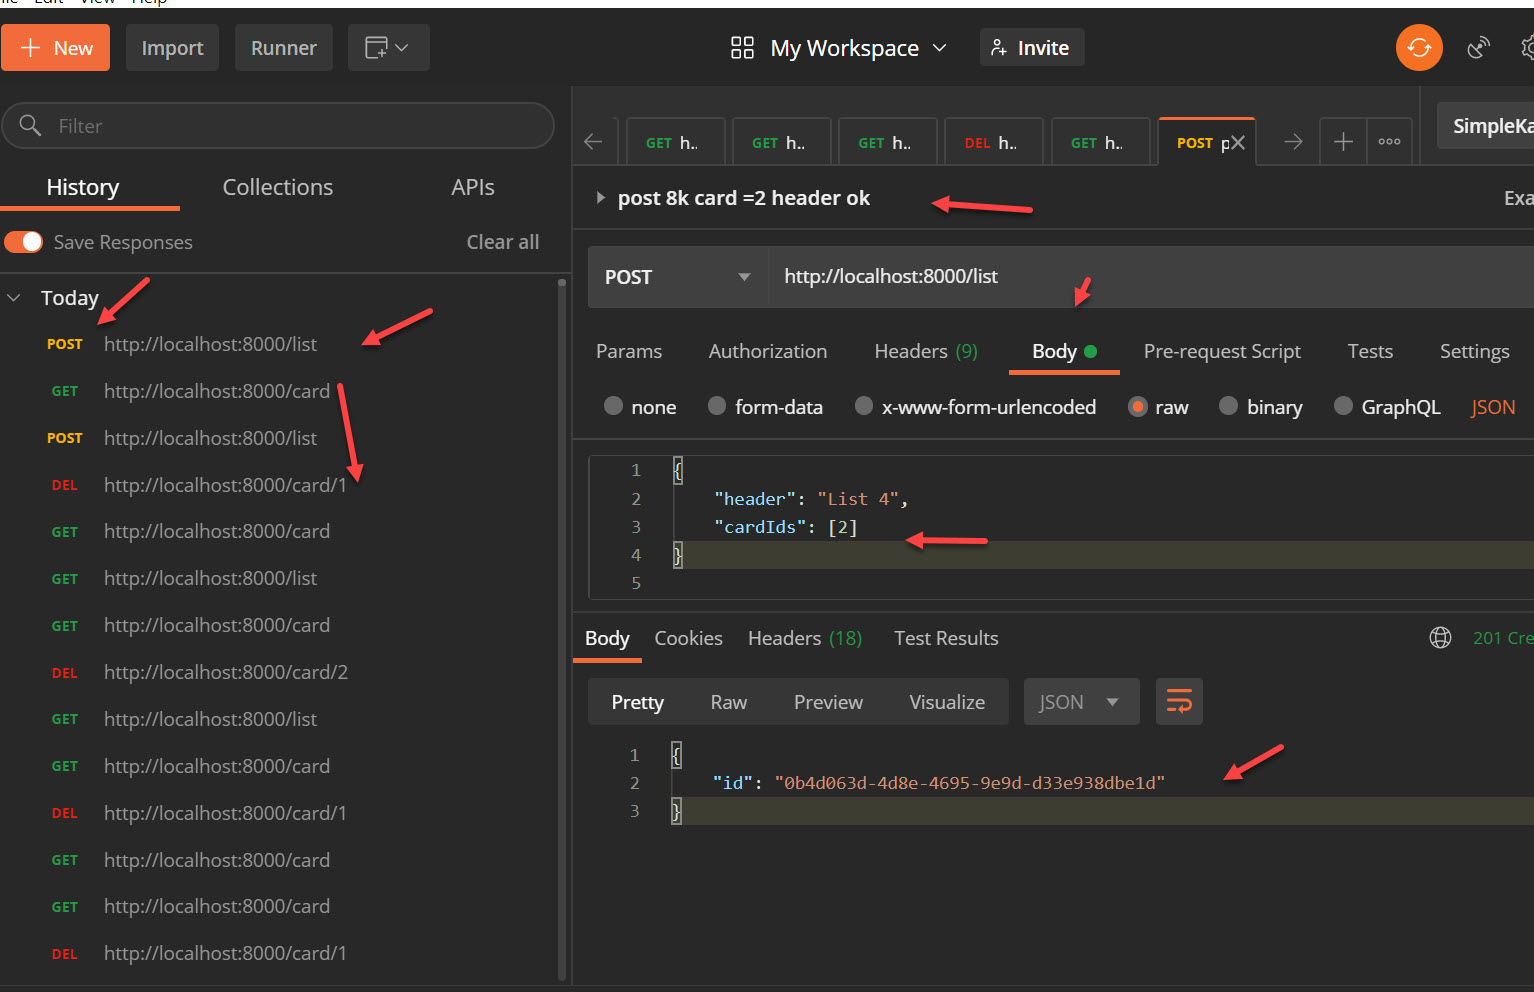 Edit View Help
New Import Runner My Workspace Invite
Filter
History Collections APIs
Save Responses Clear all
Today
POST http://localhost:8000/list
GET http://localhost:8000/card
POST http://localhost:8000/list
DEL http://localhost:8000/card/1
GET http://localhost:8000/card
GET http://localhost:8000/list
GET http://localhost:8000/card
DEL http://localhost:8000/card/2
GET http://localhost:8000/list
GET http://localhost:8000/card
DEL http://localhost:8000/card/1
GET http://localhost:8000/card
GET http://localhost:8000/card
DEL http://localhost:8000/card/1
GET h.. GET h.. GET h.. DEL h.. GET h.. POST p SimpleKa
post 8k card =2 header ok Exa
POST http://localhost:8000/list
Params Authorization Headers (9) Body Pre-request Script Tests Settings
none form-data x-www-form-urlencoded raw binary GraphQL JSON
1 {
2 "header": "List 4",
3 "cardIds": [2]
4 }
5
Body Cookies Headers (18) Test Results 201 Cre
Pretty Raw Preview Visualize JSON
1 {
2 "id": "0b4d063d-4d8e-4695-9e9d-d33e938dbe1d"
3 }